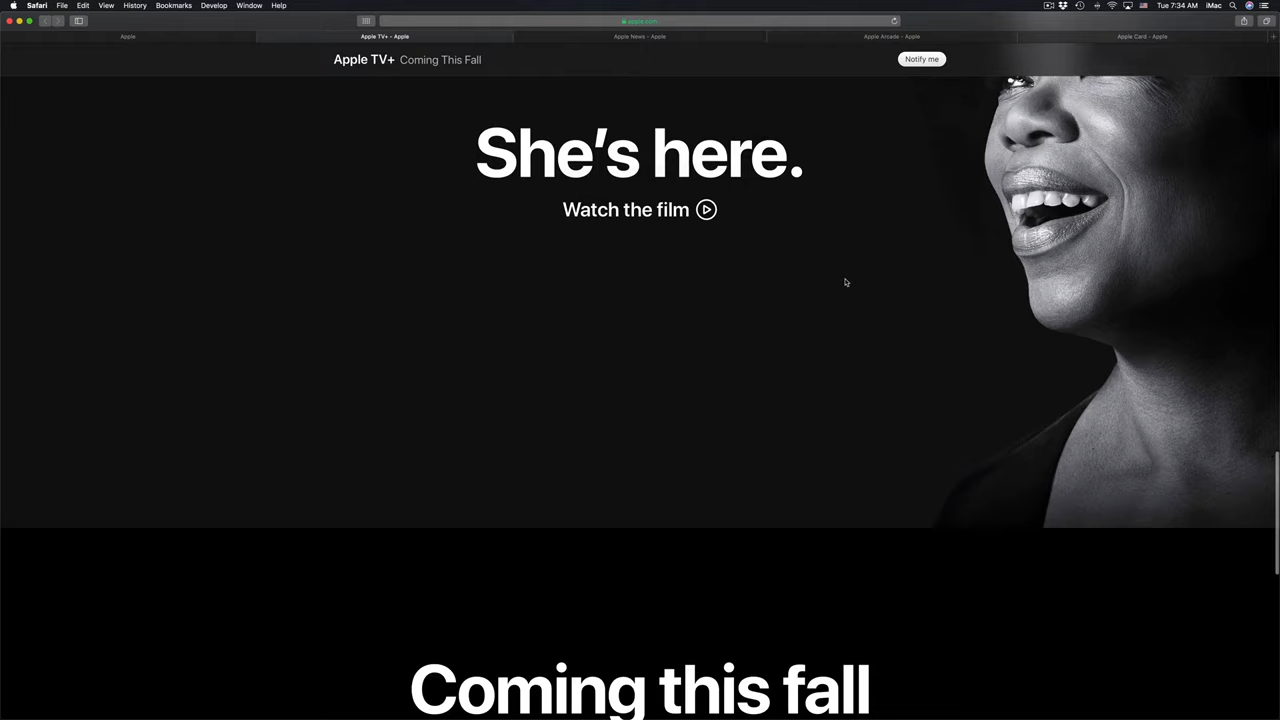 Safari File Edit View History Bookmarks Develop Window Help Tue 7:34 AM iMac
apple.com
Apple Apple TV+ - Apple Apple News - Apple Apple Arcade - Apple Apple Card - Apple
Apple TV+ Coming This Fall Notify me
She's here.
Watch the film
Coming this fall